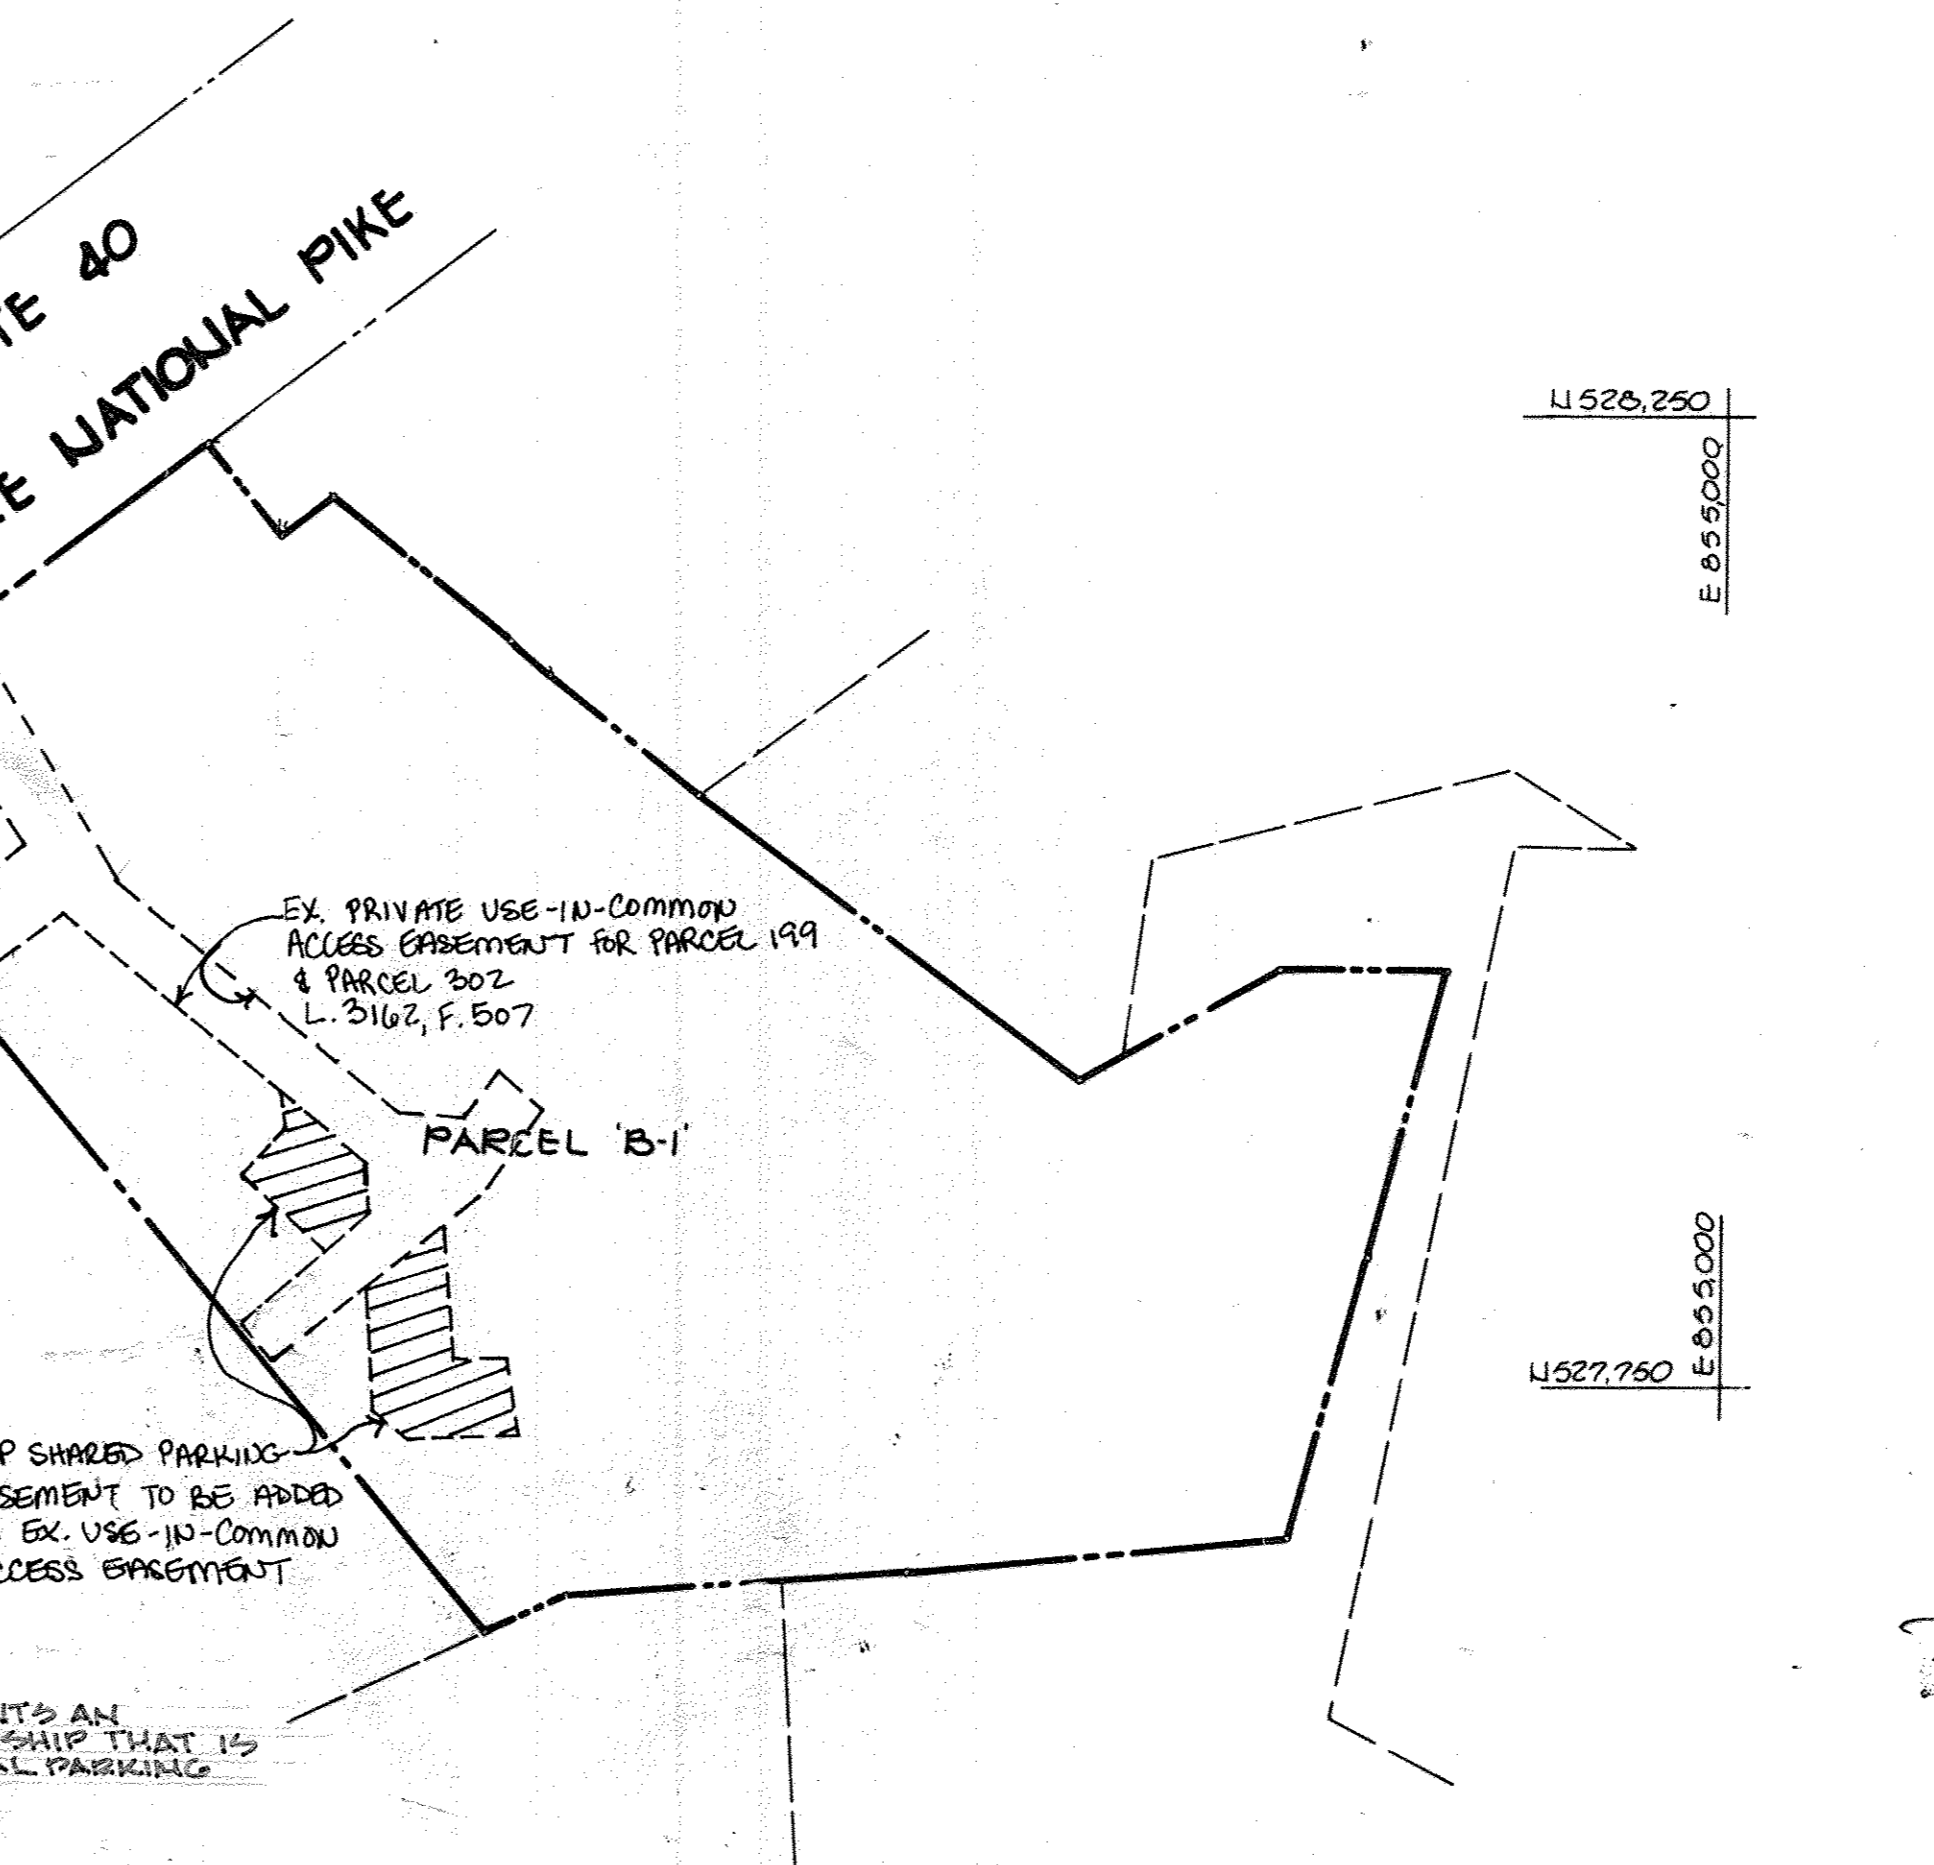 40
NATIONAL PIKE
N 528,250
E 855,000
EX. PRIVATE USE-IN-COMMON
ACCESS EASEMENT FOR PARCEL 199
& PARCEL 302
L. 3162, F. 507
PARCEL 'B-1'
E 855,000
N 527,750
P SHARED PARKING
SEMENT TO BE ADDED
EX. USE-IN-COMMON
CCESS EASEMENT
NTS AN
SHIP THAT IS
AL PARKING